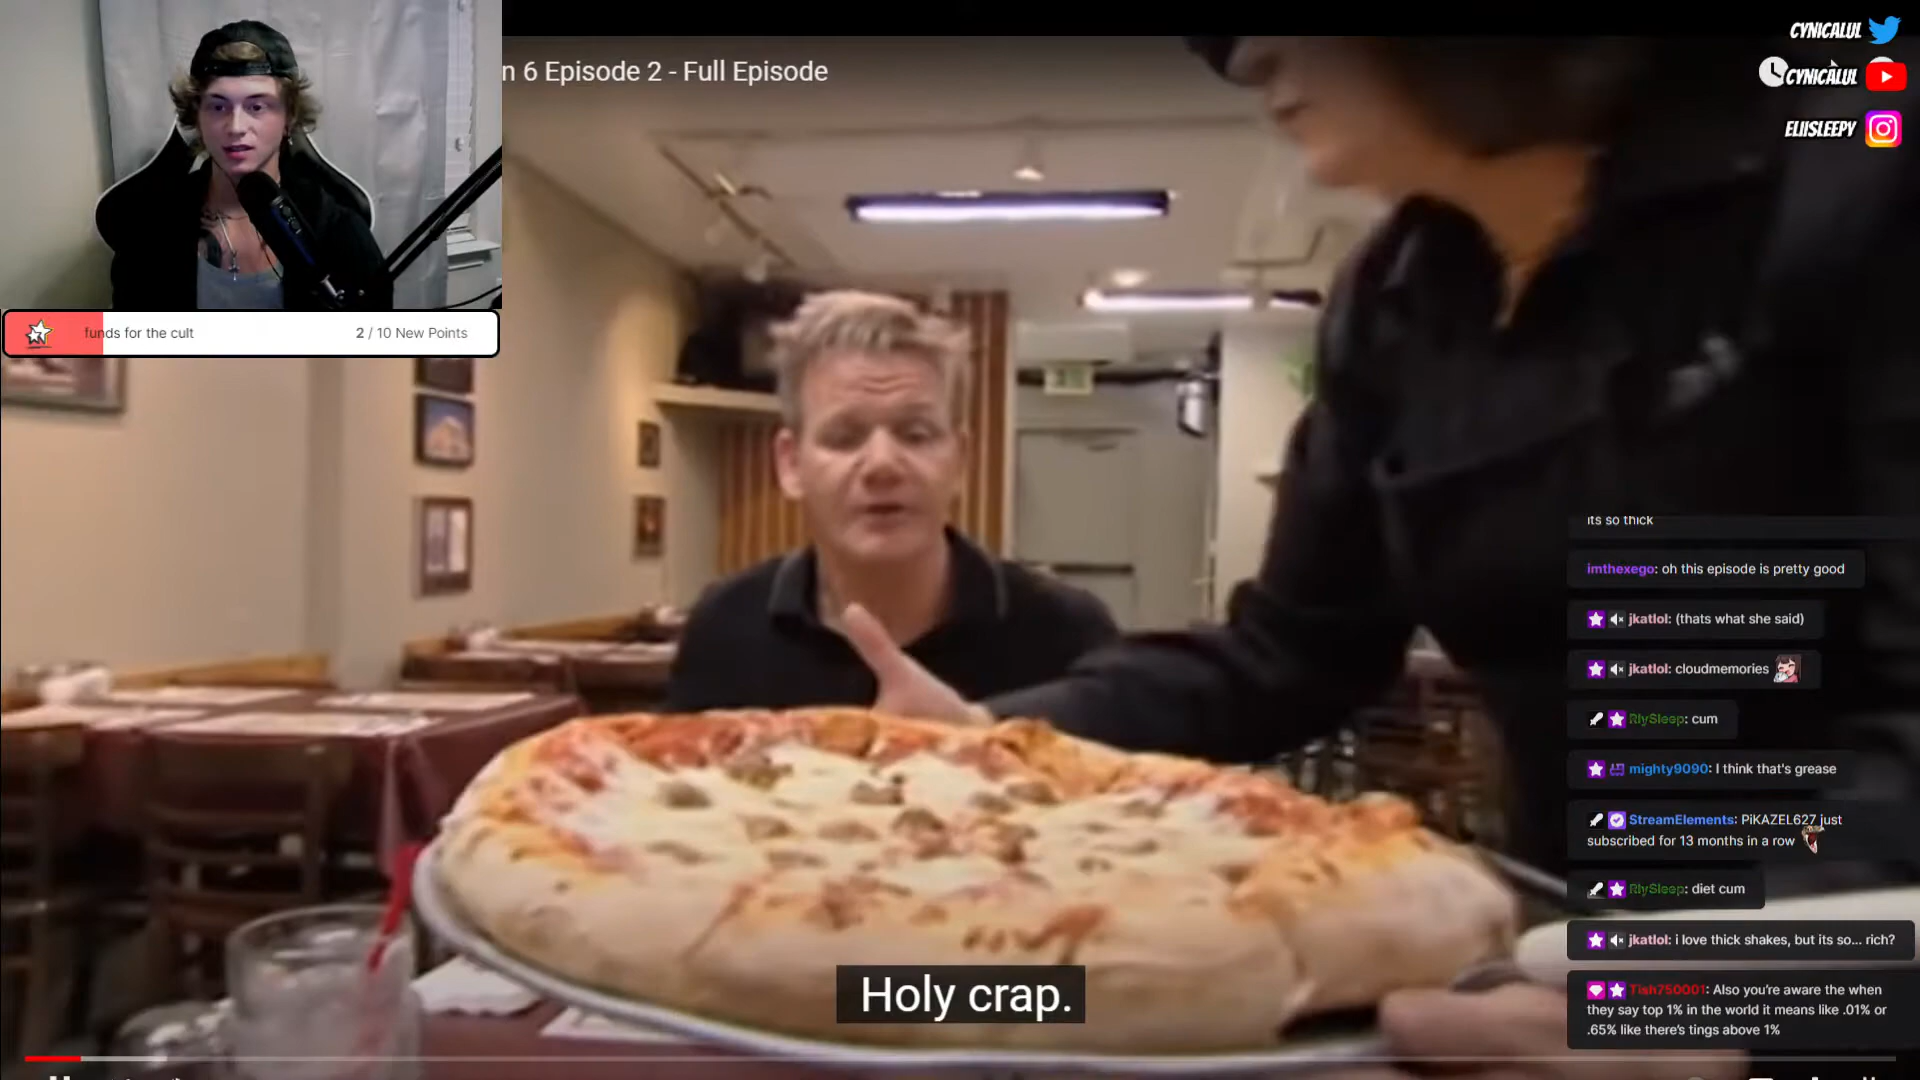 n 6 Episode 2 - Full Episode
CYNICALUL
CYNICALUL
ELIISLEEPY
funds for the cult
2 / 10 New Points
its so thick
imthexego: oh this episode is pretty good
jkatlol: (thats what she said)
jkatlol: cloudmemories
RlySleep: cum
mighty9090: I think that's grease
StreamElements: PiKAZEL627 just
subscribed for 13 months in a row
RlySleep: diet cum
jkatlol: i love thick shakes, but its so... rich?
Tish750001: Also you're aware the when
they say top 1% in the world it means like .01% or
.65% like there's tings above 1%
Holy crap.